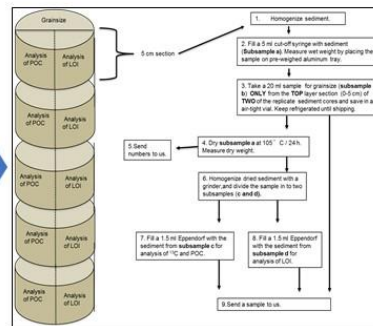 Grainsize
Analysis of POC
Analysis of LOI
Analysis of POC
Analysis of LOI
Analysis of POC
Analysis of LOI
Analysis of POC
Analysis of LOI
Analysis of POC
Analysis of LOI
5 cm section
1. Homogenize sediment.
2. Fill a 5 ml cut-off syringe with sediment
(Subsample a). Measure wet weight by placing the
sample on pre-weighed aluminum tray.
3. Take a 20 ml sample for grainsize (subsample
b) ONLY from the TOP layer section (0-5 cm) of
TWO of the replicate sediment cores and save in a
air-tight vial. Keep refrigerated until shipping.
4. Dry subsample a at 105° C / 24h.
Measure dry weight.
5. Send
numbers to us.
6. Homogenize dried sediment with a
grinder, and divide the sample in to two
subsamples (c and d).
7. Fill a 1.5 ml Eppendorf with the
sediment from subsample c for
analysis of ¹³C and POC.
8. Fill a 1.5 ml Eppendorf with
the sediment from subsample d
for analysis of LOI.
9. Send a sample to us.